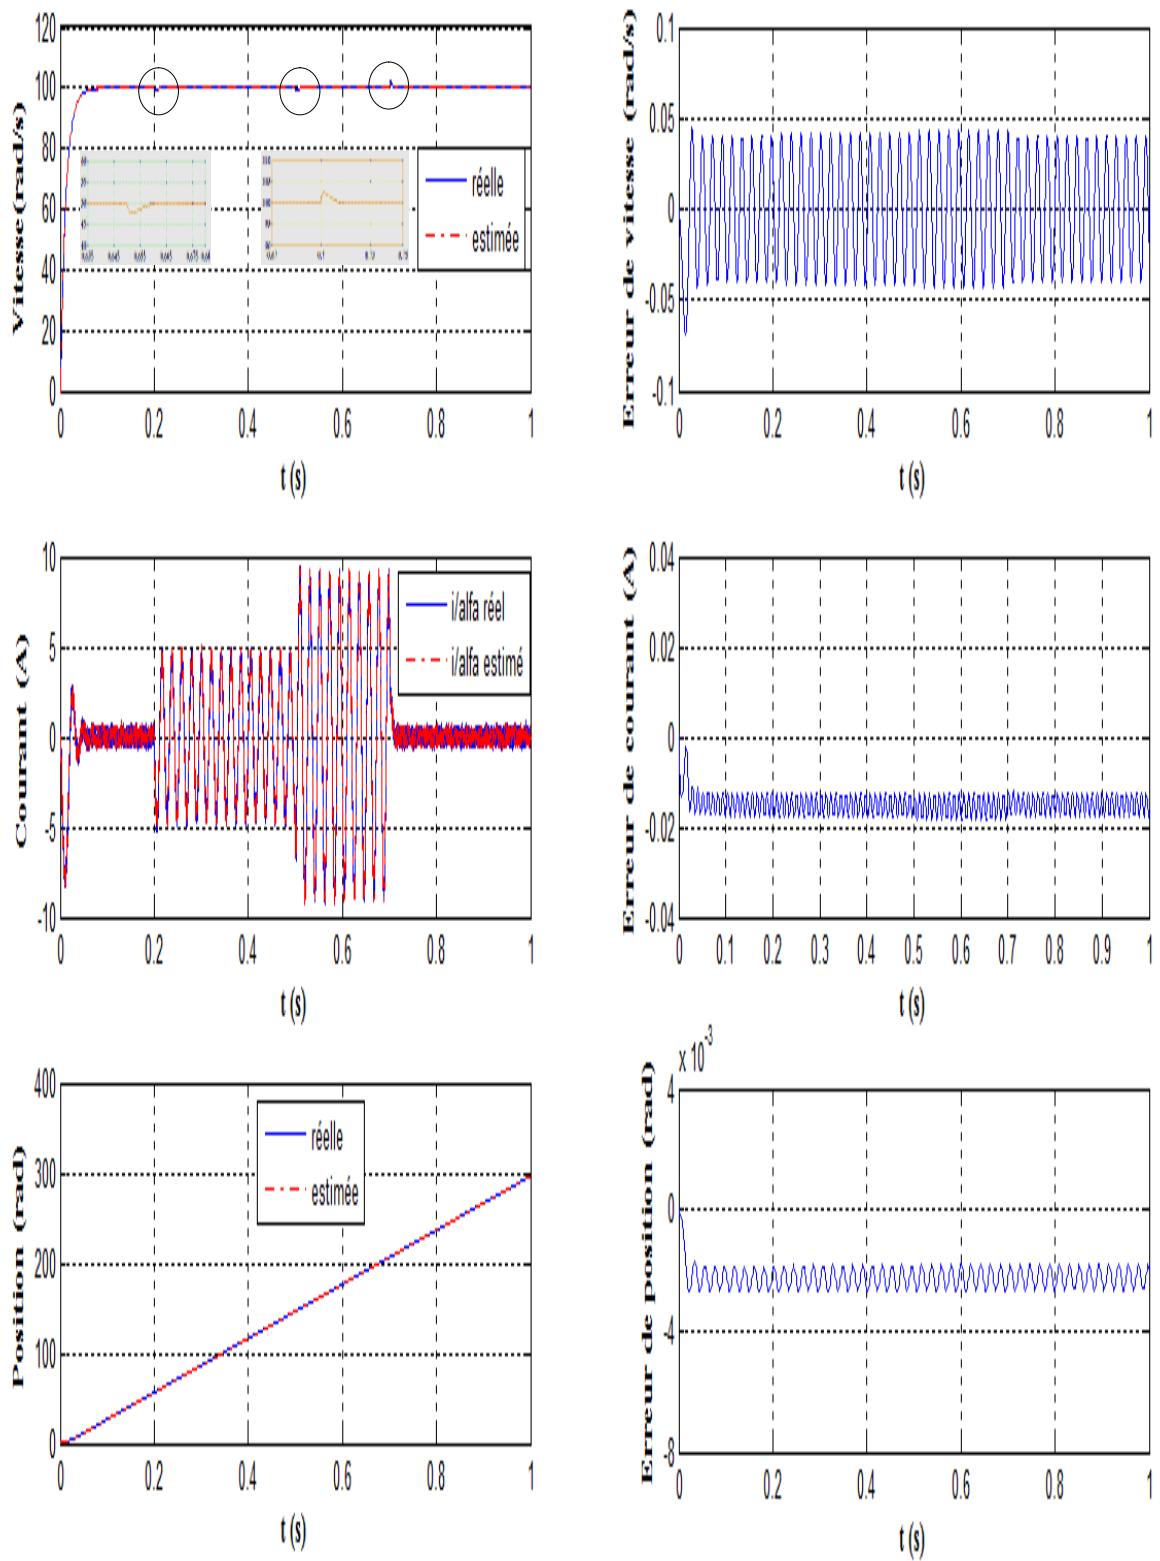 120
100
80
60
40
20
0
Vitesse(rad/s)
réelle
estimée
0 0.2 0.4 0.6 0.8 1
t (s)
0.1
0.05
0
-0.05
-0.1
Erreur de vitesse (rad/s)
0 0.2 0.4 0.6 0.8 1
t (s)
10
5
0
-5
-10
Courant (A)
i/alfa réel
i/alfa estimé
0 0.2 0.4 0.6 0.8 1
t (s)
0.04
0.02
0
-0.02
-0.04
Erreur de courant (A)
0 0.1 0.2 0.3 0.4 0.5 0.6 0.7 0.8 0.9 1
t (s)
400
300
200
100
0
Position (rad)
réelle
estimée
0 0.2 0.4 0.6 0.8 1
t (s)
x 10⁻³
4
0
-4
-8
Erreur de position (rad)
0 0.2 0.4 0.6 0.8 1
t (s)